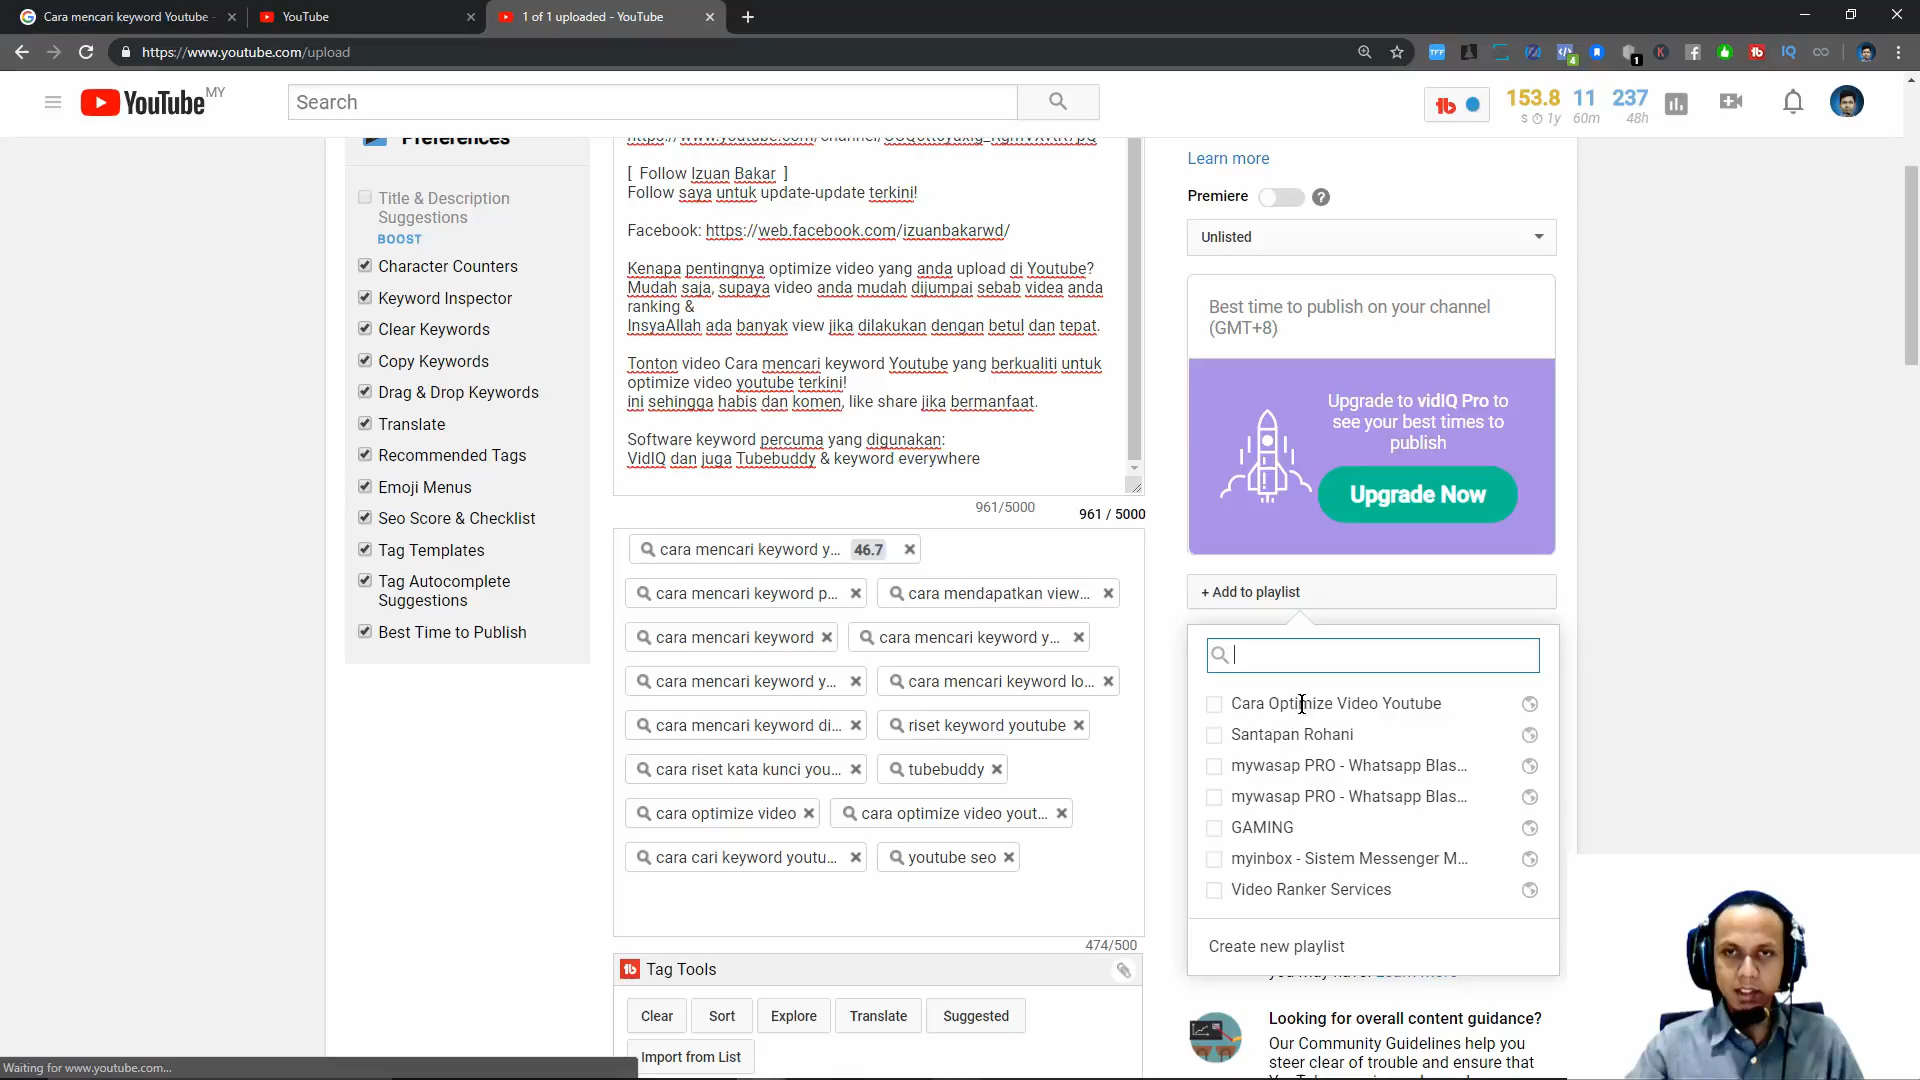 Cara mencari keyword Youtube -
YouTube
1 of 1 uploaded - YouTube
https://www.youtube.com/upload
YouTube MY
Search
153.8
11
237
1y
60m
48h
Preferences
Title & Description
Suggestions
BOOST
Character Counters
Keyword Inspector
Clear Keywords
Copy Keywords
Drag & Drop Keywords
Translate
Recommended Tags
Emoji Menus
Seo Score & Checklist
Tag Templates
Tag Autocomplete
Suggestions
Best Time to Publish
[ Follow Izuan Bakar ]
Follow saya untuk update-update terkini!
Facebook: https://web.facebook.com/izuanbakarwd/
Kenapa pentingnya optimize video yang anda upload di Youtube?
Mudah saja, supaya video anda mudah dijumpai sebab videa anda
ranking &
InsyaAllah ada banyak view jika dilakukan dengan betul dan tepat.
Tonton video Cara mencari keyword Youtube yang berkualiti untuk
optimize video youtube terkini!
ini sehingga habis dan komen, like share jika bermanfaat.
Software keyword percuma yang digunakan:
VidIQ dan juga Tubebuddy & keyword everywhere
961/5000
961 / 5000
cara mencari keyword y... 46.7
cara mencari keyword p...
cara mendapatkan view...
cara mencari keyword
cara mencari keyword y...
cara mencari keyword y...
cara mencari keyword lo...
cara mencari keyword di...
riset keyword youtube
cara riset kata kunci you...
tubebuddy
cara optimize video
cara optimize video yout...
cara cari keyword youtu...
youtube seo
474/500
Tag Tools
Clear
Sort
Explore
Translate
Suggested
Import from List
Learn more
Premiere
Unlisted
Best time to publish on your channel
(GMT+8)
Upgrade to vidIQ Pro to
see your best times to
publish
Upgrade Now
+ Add to playlist
Cara Optimize Video Youtube
Santapan Rohani
mywasap PRO - Whatsapp Blas...
mywasap PRO - Whatsapp Blas...
GAMING
myinbox - Sistem Messenger M...
Video Ranker Services
Create new playlist
Looking for overall content guidance?
Our Community Guidelines help you
steer clear of trouble and ensure that
Waiting for www.youtube.com...